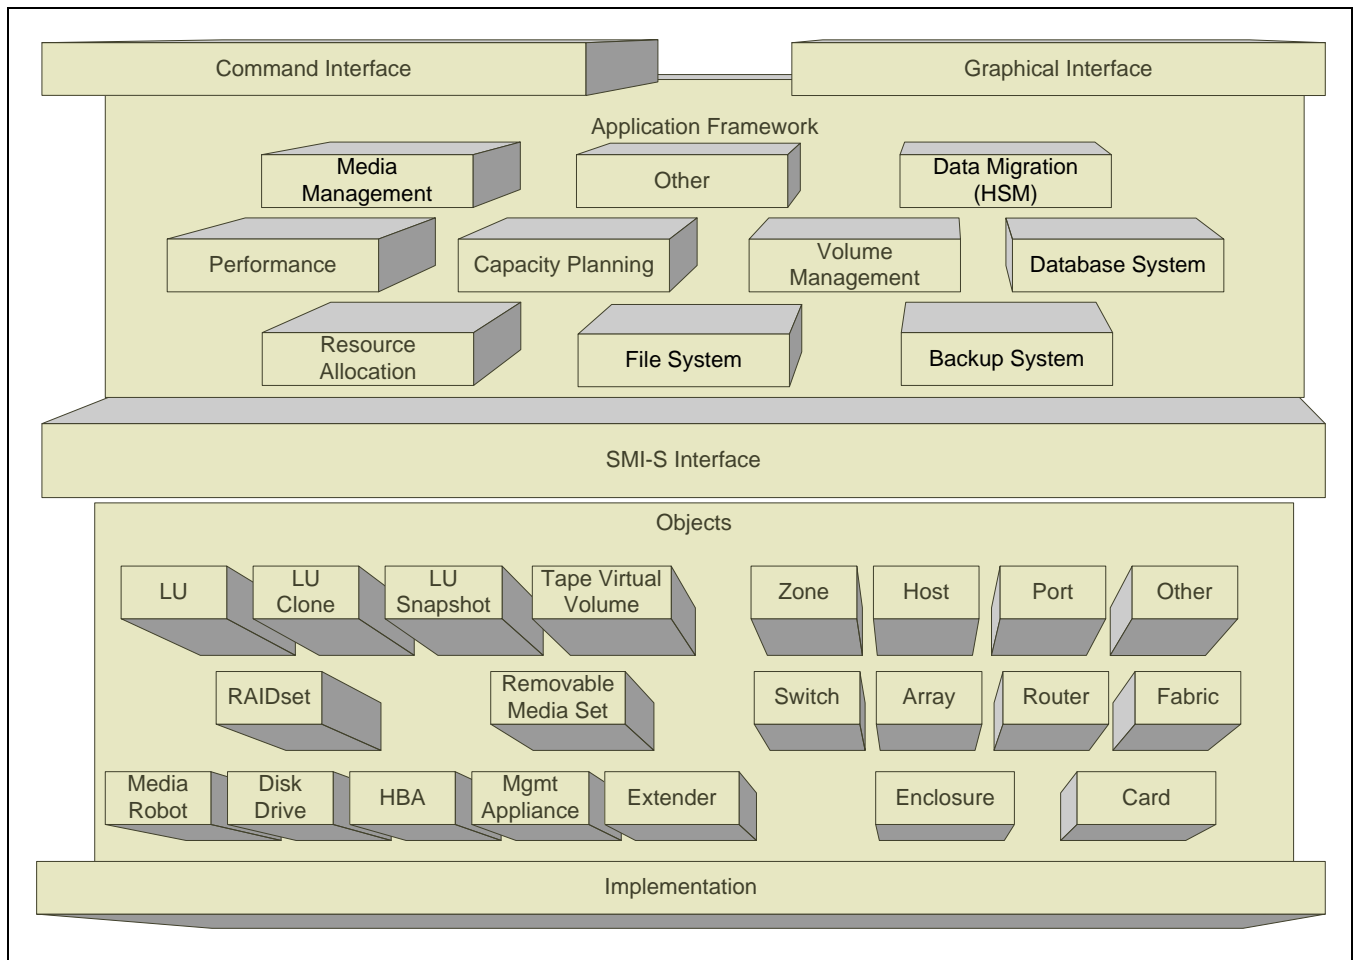 Command Interface
Graphical Interface
Application Framework
Media
Management
Other
Data Migration
(HSM)
Performance
Capacity Planning
Volume
Management
Database System
Resource
Allocation
File System
Backup System
SMI-S Interface
Objects
LU
LU
Clone
LU
Snapshot
Tape Virtual
Volume
Zone
Host
Port
Other
RAIDset
Removable
Media Set
Switch
Array
Router
Fabric
Media
Robot
Disk
Drive
HBA
Mgmt
Appliance
Extender
Enclosure
Card
Implementation